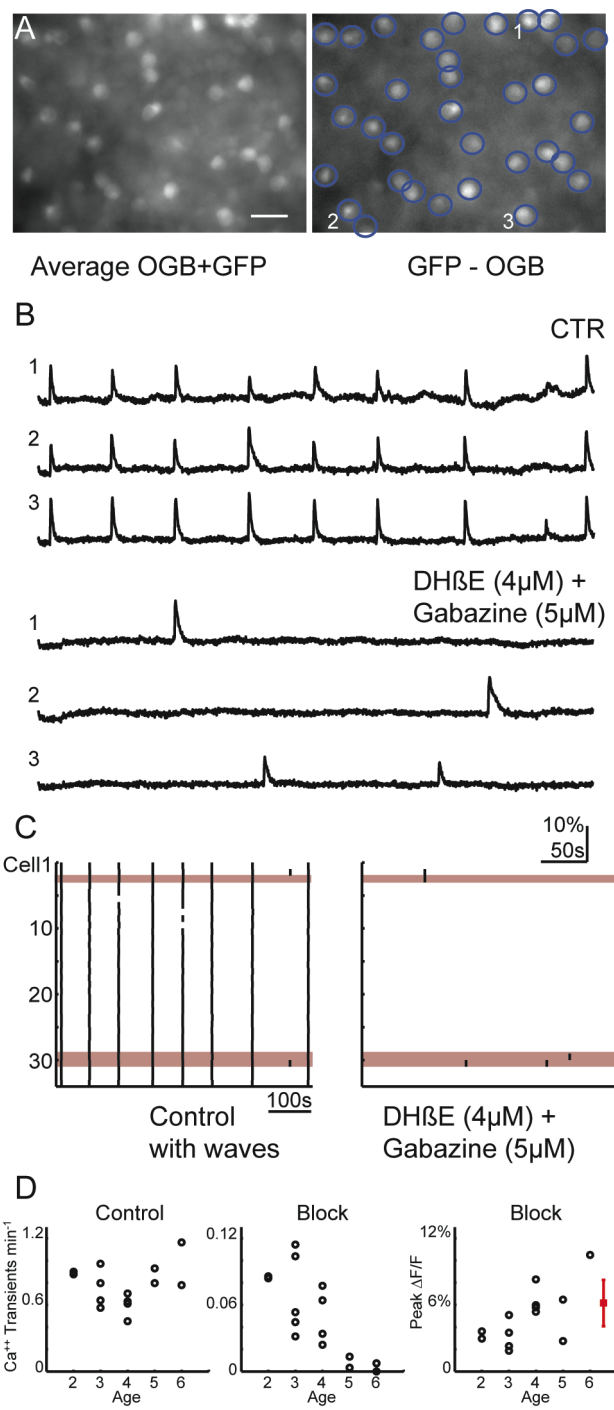 A
1
2
3
Average OGB+GFP
GFP - OGB
B
CTR
1
2
3
DHßE (4µM) +
Gabazine (5µM)
1
2
3
C
10%
50s
Cell1
10
20
30
100s
Control
with waves
DHßE (4µM) +
Gabazine (5µM)
D
Control
Block
Block
Ca⁺⁺ Transients min⁻¹
1.2
0.6
0
2 3 4 5 6
Age
0.12
0.06
0
2 3 4 5 6
Age
Peak ΔF/F
12%
6%
0
2 3 4 5 6
Age